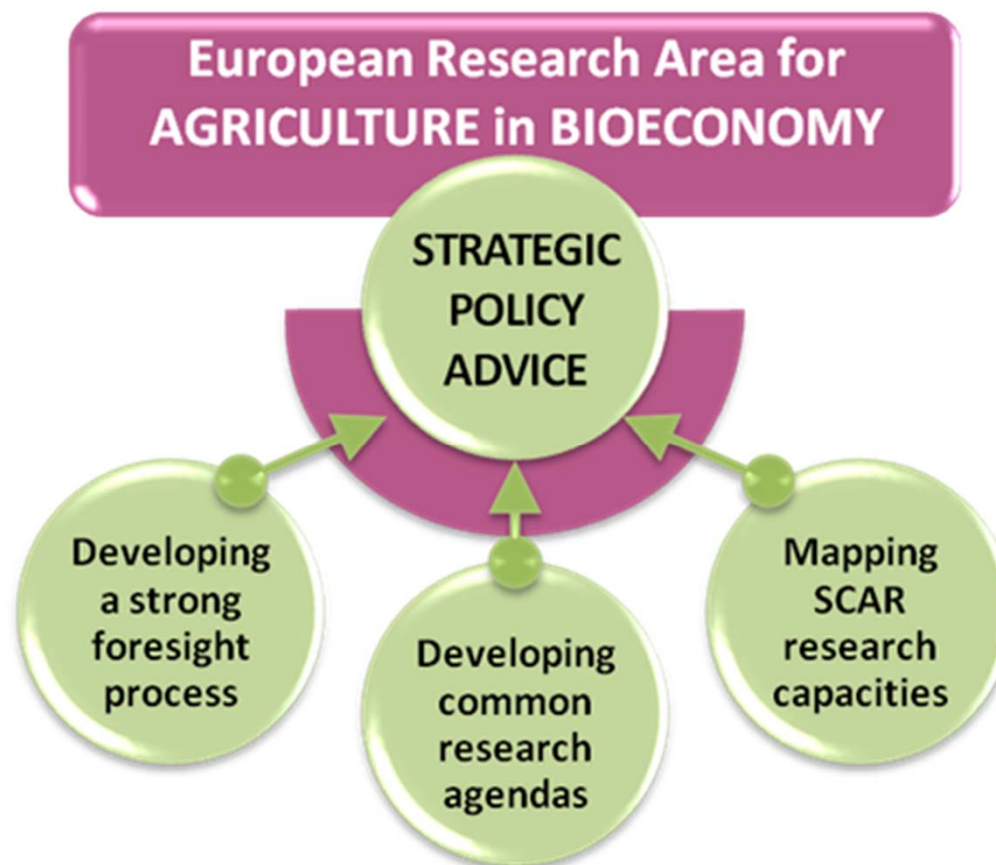 European Research Area for
AGRICULTURE in BIOECONOMY
STRATEGIC
POLICY
ADVICE
Developing
a strong
foresight
process
Developing
common
research
agendas
Mapping
SCAR
research
capacities